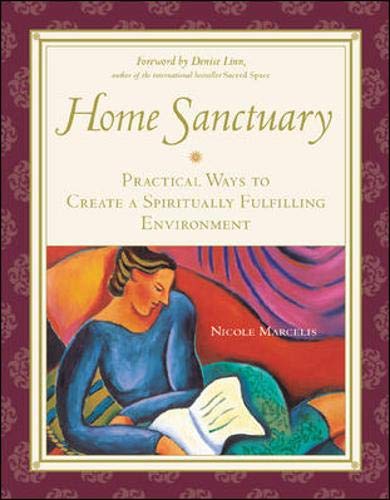 Foreword by Denise Linn,
author of the international bestseller Sacred Space
Home Sanctuary
PRACTICAL WAYS TO
CREATE A SPIRITUALLY FULFILLING
ENVIRONMENT
NICOLE MARCELIS